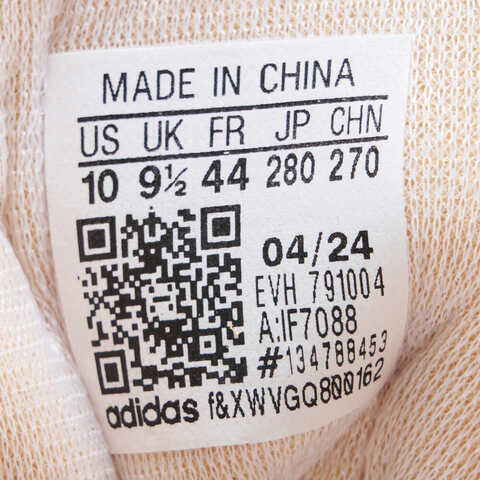 MADE IN CHINA
US UK FR JP CHN
10 9½ 44 280 270
04/24
EVH 791004
A:IF7088
#134788453
adidas f&XWVGQ800162